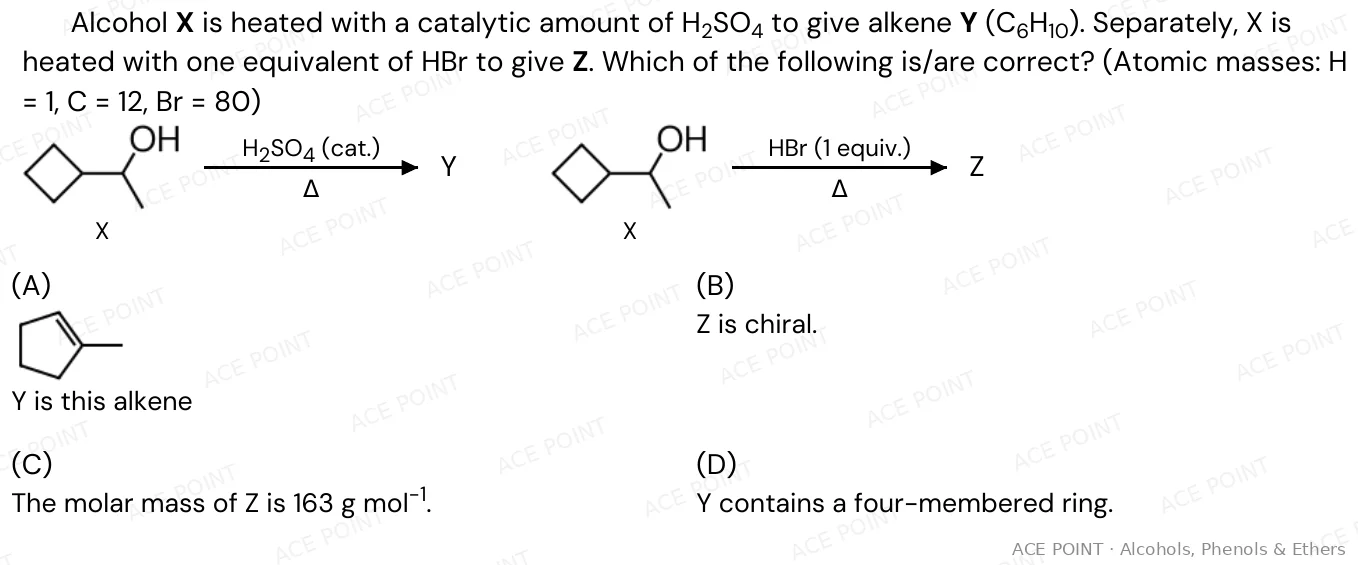 Alcohol X is heated with a catalytic amount of H₂SO₄ to give alkene Y (C₆H₁₀). Separately, X is
heated with one equivalent of HBr to give Z. Which of the following is/are correct? (Atomic masses: H
= 1, C = 12, Br = 80)
OH H₂SO₄ (cat.) Y OH HBr (1 equiv.) Z
Δ Δ
X X
(A) (B)
Z is chiral.
Y is this alkene
(C) (D)
The molar mass of Z is 163 g mol⁻¹. Y contains a four-membered ring.
ACE POINT · Alcohols, Phenols & Ethers
ACE POINT